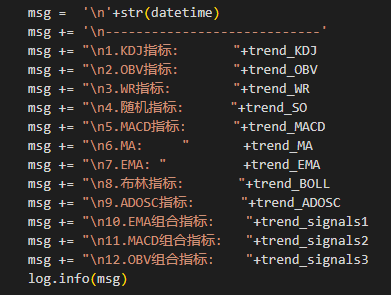 msg =  '\n'+str(datetime)
msg += '\n---------------------------'
msg += "\n1.KDJ指标:       "+trend_KDJ
msg += "\n2.OBV指标:       "+trend_OBV
msg += "\n3.WR指标:        "+trend_WR
msg += "\n4.随机指标:      "+trend_SO
msg += "\n5.MACD指标:      "+trend_MACD
msg += "\n6.MA:     "       +trend_MA
msg += "\n7.EMA: "          +trend_EMA
msg += "\n8.布林指标:       "+trend_BOLL
msg += "\n9.ADOSC指标:      "+trend_ADOSC
msg += "\n10.EMA组合指标:    "+trend_signals1
msg += "\n11.MACD组合指标:   "+trend_signals2
msg += "\n12.OBV组合指标:    "+trend_signals3
log.info(msg)